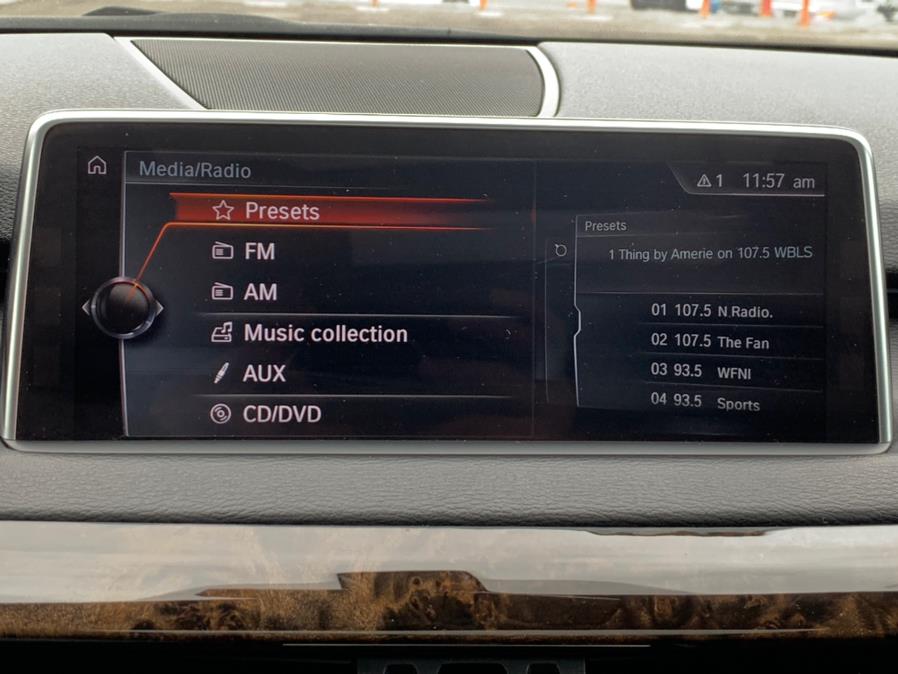 Media/Radio
1 11:57 am
Presets
FM
AM
Music collection
AUX
CD/DVD
Presets
1 Thing by Amerie on 107.5 WBLS
01 107.5 N.Radio.
02 107.5 The Fan
03 93.5 WFNI
04 93.5 Sports